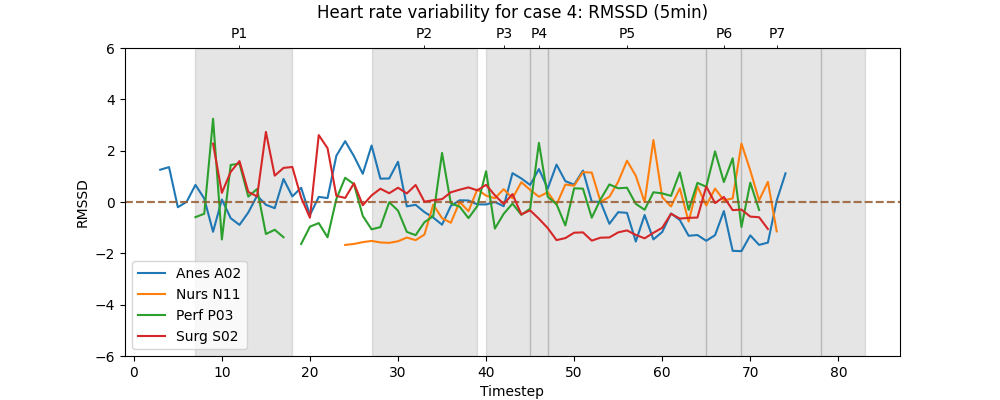 Heart rate variability for case 4: RMSSD (5min)
P1 P2 P3 P4 P5 P6 P7
6
4
2
0
−2
−4
−6
RMSSD
Anes A02
Nurs N11
Perf P03
Surg S02
0 10 20 30 40 50 60 70 80
Timestep